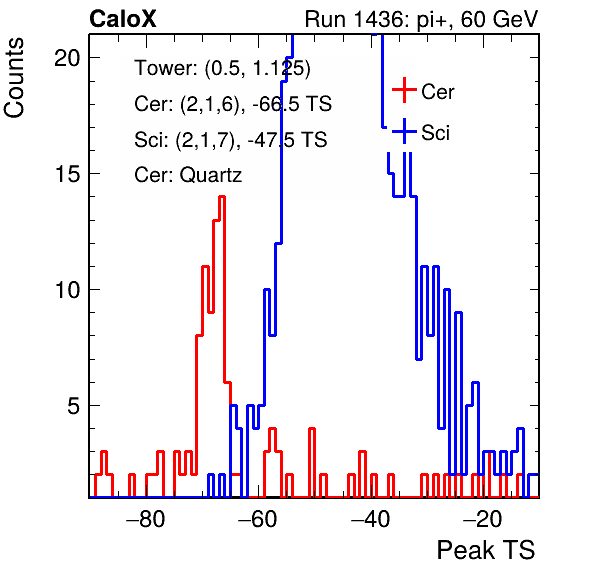 CaloX Run 1436: pi+, 60 GeV
Counts
Tower: (0.5, 1.125)
Cer: (2,1,6), -66.5 TS
Sci: (2,1,7), -47.5 TS
Cer: Quartz
Cer
Sci
20
15
10
5
−80 −60 −40 −20
Peak TS